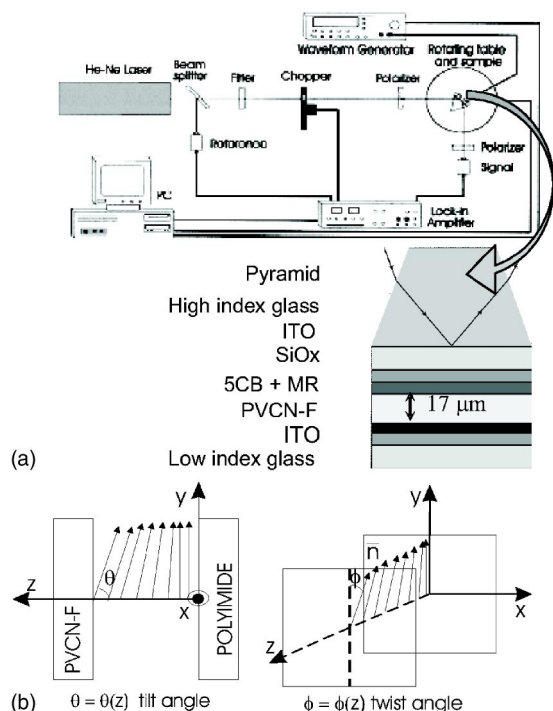 Waveform Generator
Rotating table
and sample
He-Ne Laser
Beam
splitter
Filter
Chopper
Polarizer
Reference
Polarizer
Signal
PC
Lock-in
Amplifier
Pyramid
High index glass
ITO
SiOx
5CB + MR
PVCN-F
ITO
Low index glass
17 μm
(a)
y
z
x
θ
PVCN-F
POLYIMIDE
y
n̅
ϕ
x
z
(b)
θ = θ(z) tilt angle
ϕ = ϕ(z) twist angle